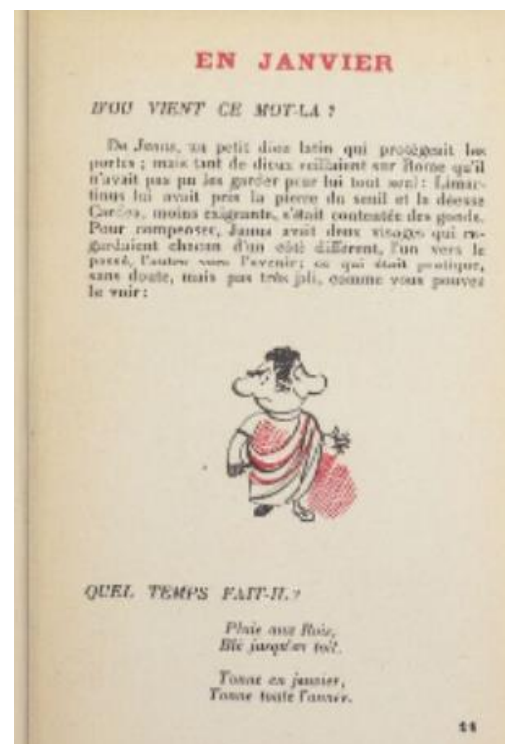 EN JANVIER
D'OU VIENT CE MOT-LA ?
De Janus, un petit dieu latin qui protégeait les
portes ; mais tant de dieux veillaient sur Rome qu'il
n'avait pas pu les garder pour lui tout seul : Limen-
tinus lui avait pris la pierre du seuil et la déesse
Cardea, moins exigeante, s'était contentée des gonds.
Pour compenser, Janus avait deux visages qui re-
gardaient chacun d'un côté différent, l'un vers le
passé, l'autre vers l'avenir ; ce qui était pratique,
sans doute, mais pas très joli, comme vous pouvez
le voir :
QUEL TEMPS FAIT-IL ?
Pluie aux Rois,
Blé jusqu'au toit.
Tonne en janvier,
Tonne toute l'année.